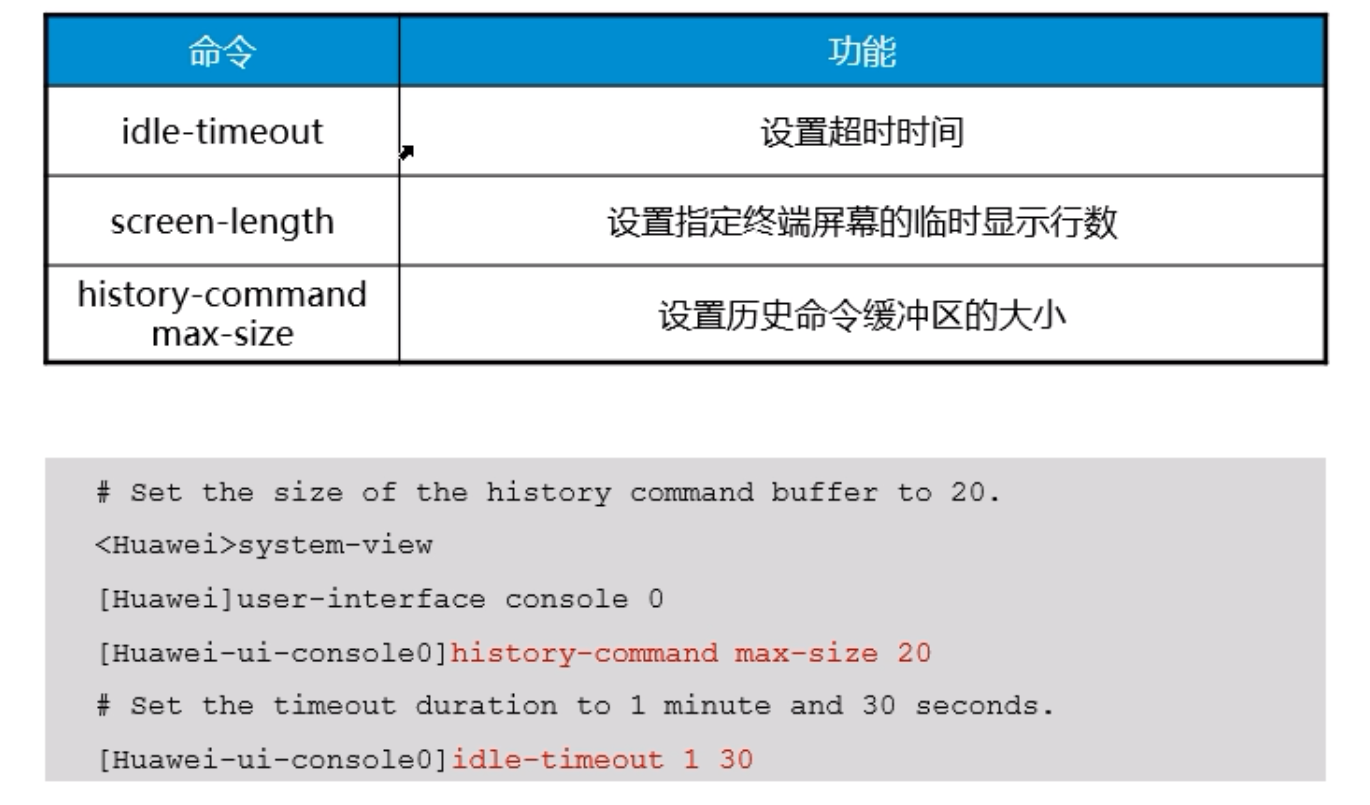 命令 功能
idle-timeout 设置超时时间
screen-length 设置指定终端屏幕的临时显示行数
history-command
max-size 设置历史命令缓冲区的大小
# Set the size of the history command buffer to 20.
<Huawei>system-view
[Huawei]user-interface console 0
[Huawei-ui-console0]history-command max-size 20
# Set the timeout duration to 1 minute and 30 seconds.
[Huawei-ui-console0]idle-timeout 1 30